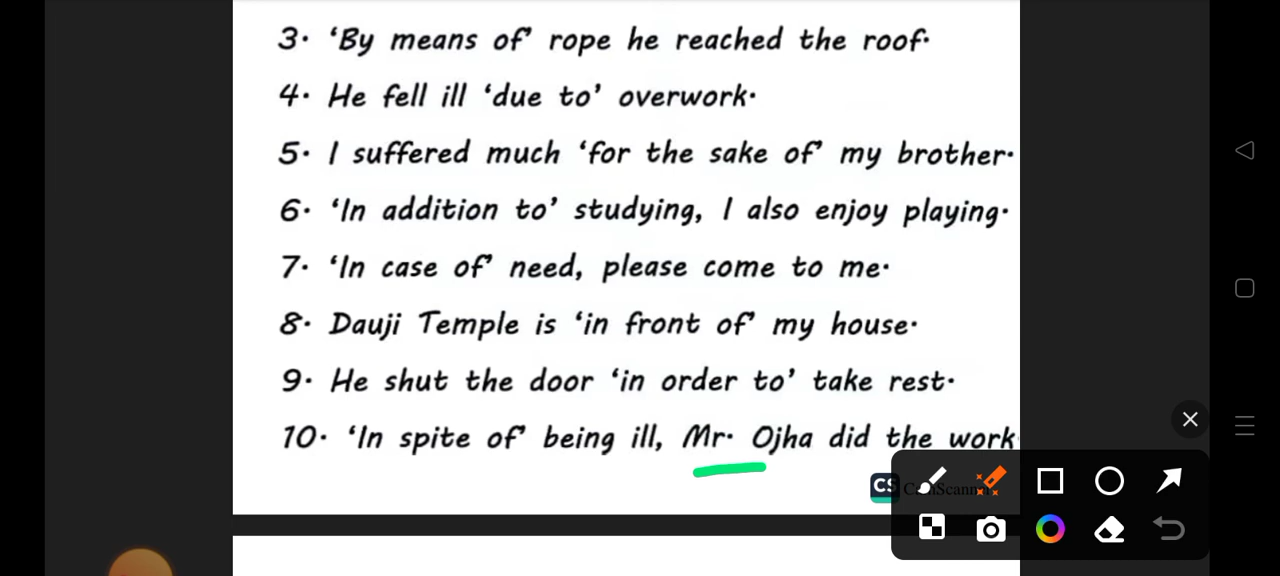 3. 'By means of' rope he reached the roof.
4. He fell ill 'due to' overwork.
5. I suffered much 'for the sake of' my brother.
6. 'In addition to' studying, I also enjoy playing.
7. 'In case of' need, please come to me.
8. Dauji Temple is 'in front of' my house.
9. He shut the door 'in order to' take rest.
10. 'In spite of' being ill, Mr. Ojha did the work
CS CamScanner